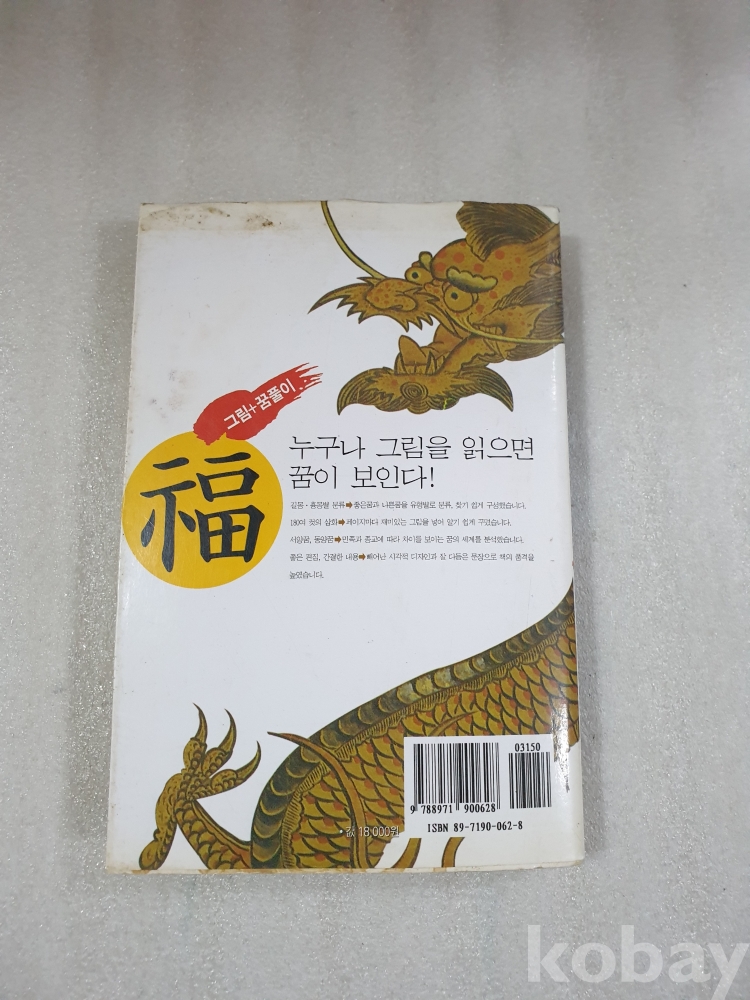 그림+꿈풀이
福
누구나 그림을 읽으면
꿈이 보인다!
길몽·흉몽별 분류➡좋은꿈과 나쁜꿈을 유형별로 분류, 찾기 쉽게 구성했습니다.
180여 컷의 삽화➡페이지마다 재미있는 그림을 넣어 알기 쉽게 꾸몄습니다.
서양꿈, 동양꿈➡민족과 종교에 따라 차이를 보이는 꿈의 세계를 분석했습니다.
좋은 편집, 간결한 내용➡빼어난 시각적 디자인과 잘 다듬은 문장으로 책의 품격을
높였습니다.
03150
9 788971 900628
ISBN 89-7190-062-8
·값 18,000원
kobay